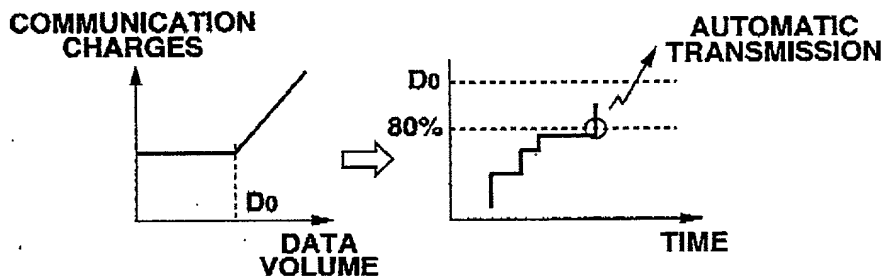 COMMUNICATION
CHARGES
D0
DATA
VOLUME
AUTOMATIC
TRANSMISSION
D0
80%
TIME